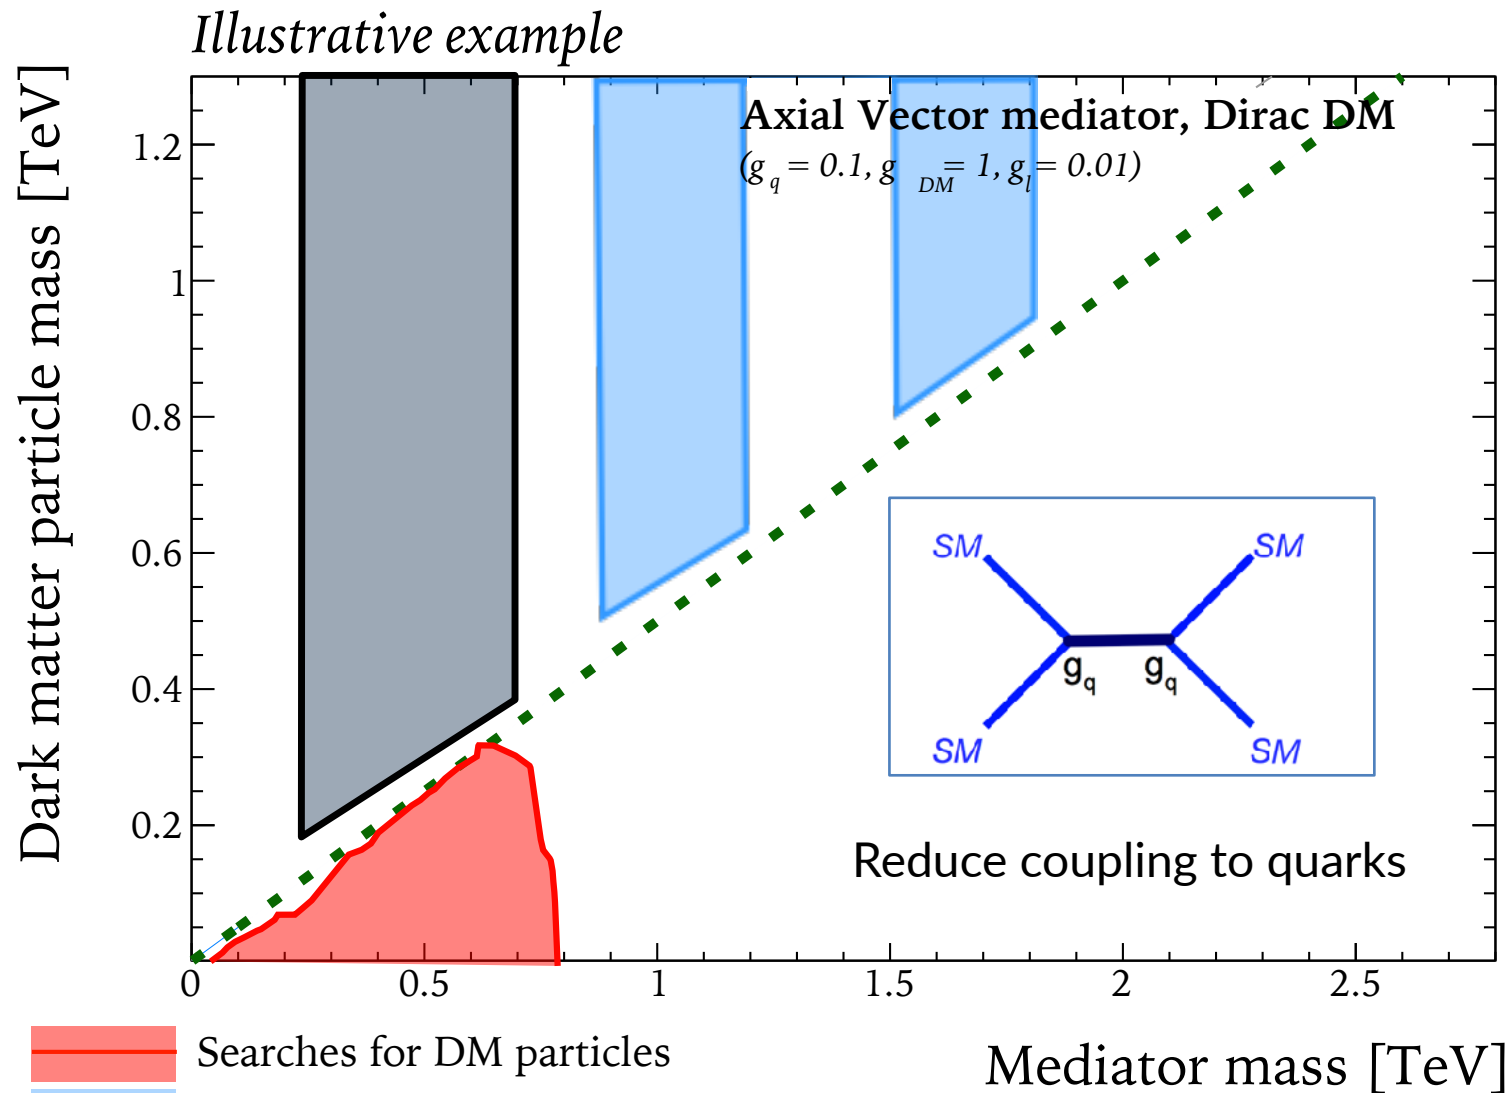 Illustrative example
Dark matter particle mass [TeV]
1.2
1
0.8
0.6
0.4
0.2
Axial Vector mediator, Dirac DM
(g_q = 0.1, g_DM = 1, g_l = 0.01)
SM SM
g_q g_q
SM SM
Reduce coupling to quarks
0 0.5 1 1.5 2 2.5
Searches for DM particles
Mediator mass [TeV]